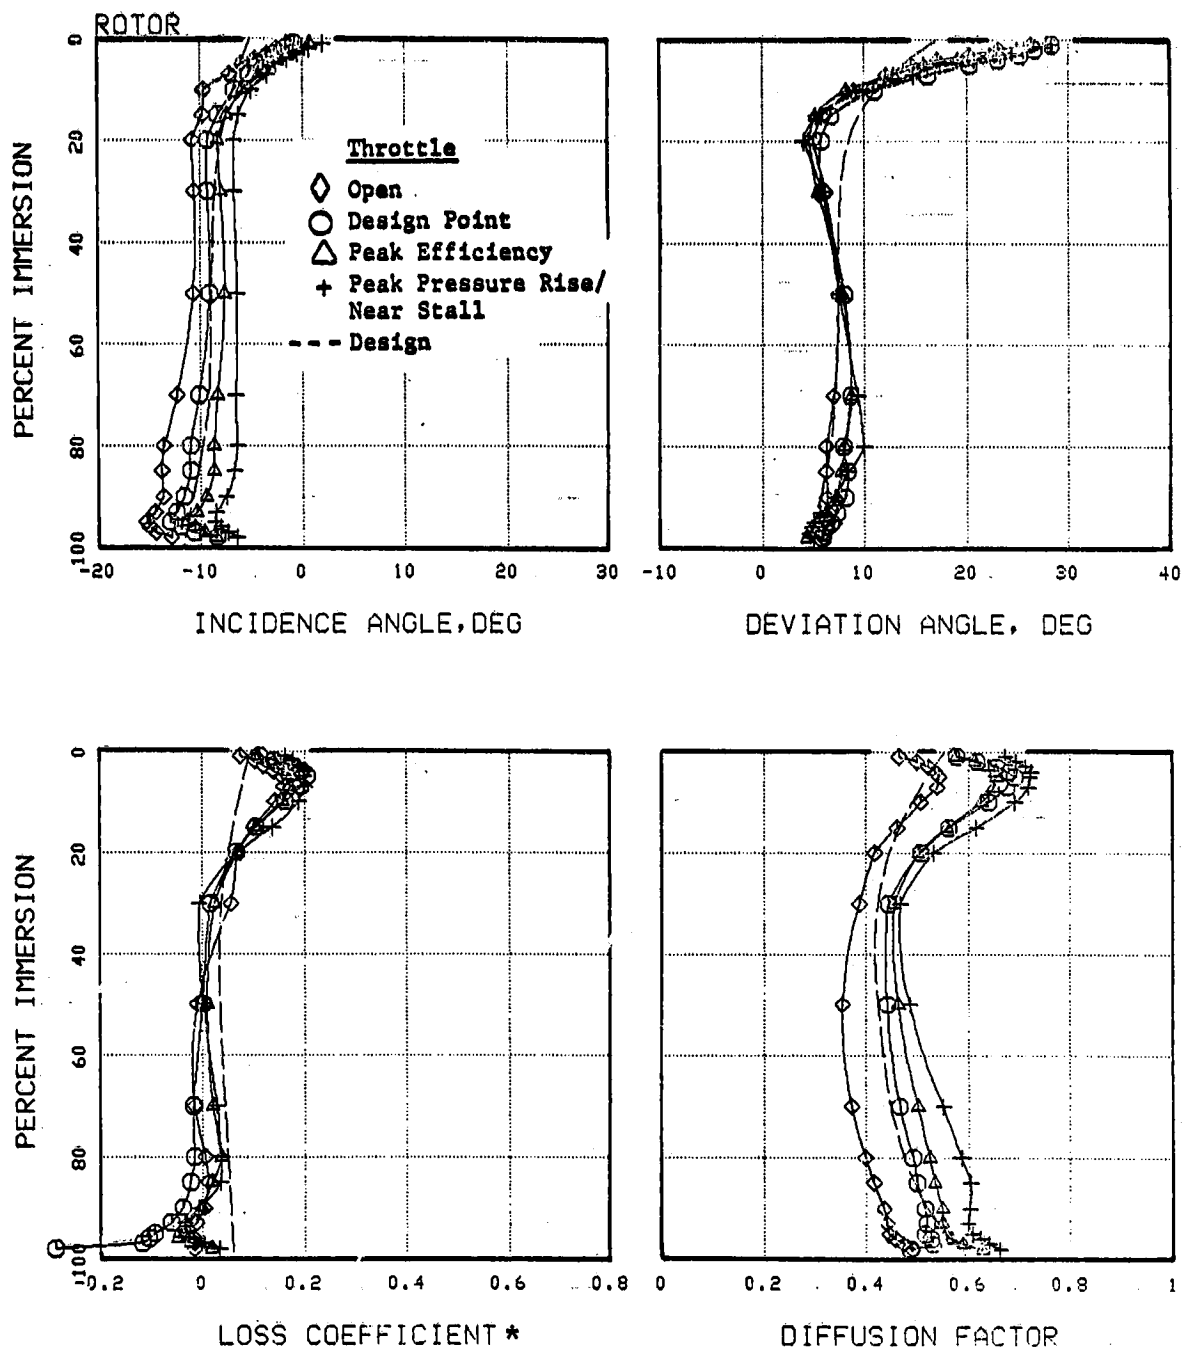 ROTOR
0
20
40
60
80
100
PERCENT IMMERSION
Throttle
Open
Design Point
Peak Efficiency
Peak Pressure Rise/
Near Stall
Design
-20
-10
0
10
20
30
INCIDENCE ANGLE, DEG
-10
0
10
20
30
40
DEVIATION ANGLE, DEG
0
20
40
60
80
100
PERCENT IMMERSION
-0.2
0
0.2
0.4
0.6
0.8
LOSS COEFFICIENT *
0
0.2
0.4
0.6
0.8
1
DIFFUSION FACTOR